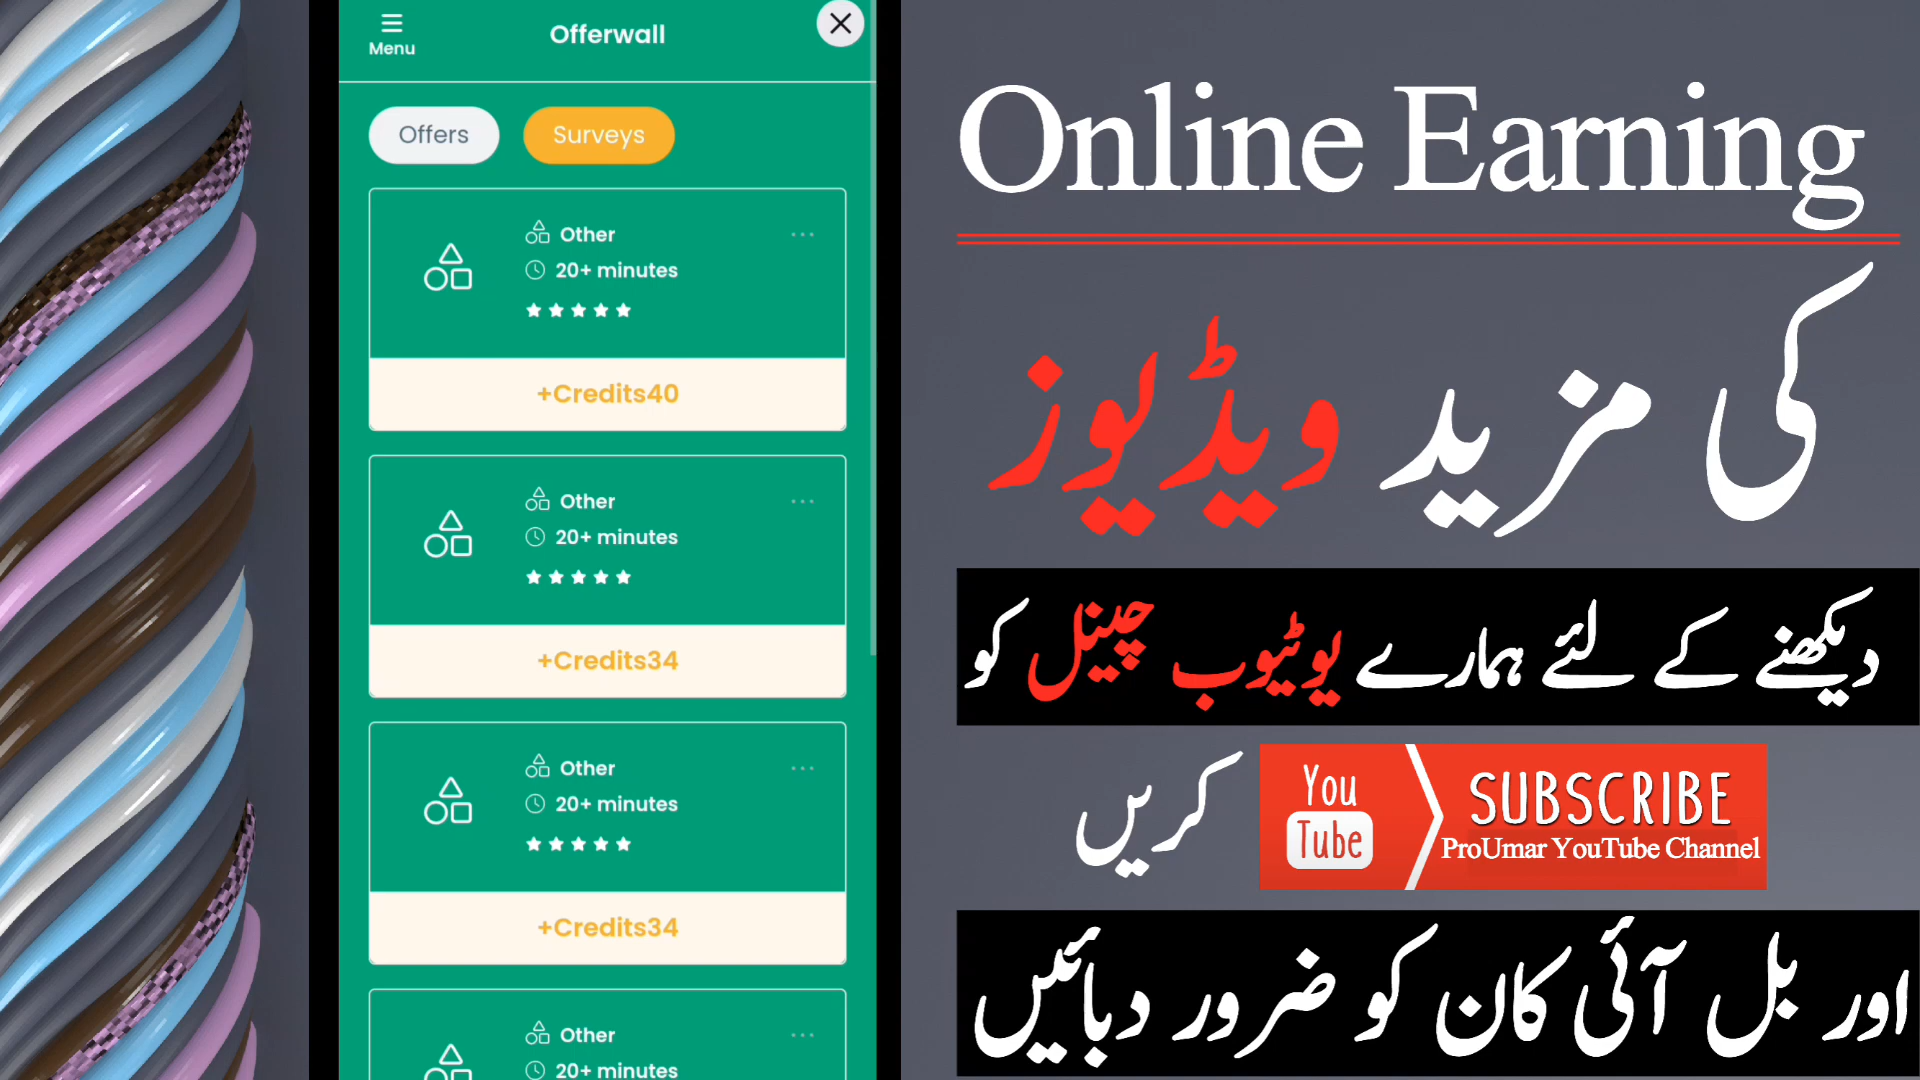 Menu
Offerwall
Offers
Surveys
Other
20+ minutes
+Credits40
Other
20+ minutes
+Credits34
Other
20+ minutes
+Credits34
Other
20+ minutes
Online Earning
کی مزید ویڈیوز
دیکھنے کے لئے ہمارے یوٹیوب چینل کو
You Tube SUBSCRIBE کریں
ProUmar YouTube Channel
اور بل آئی کان کو ضرور دبائیں